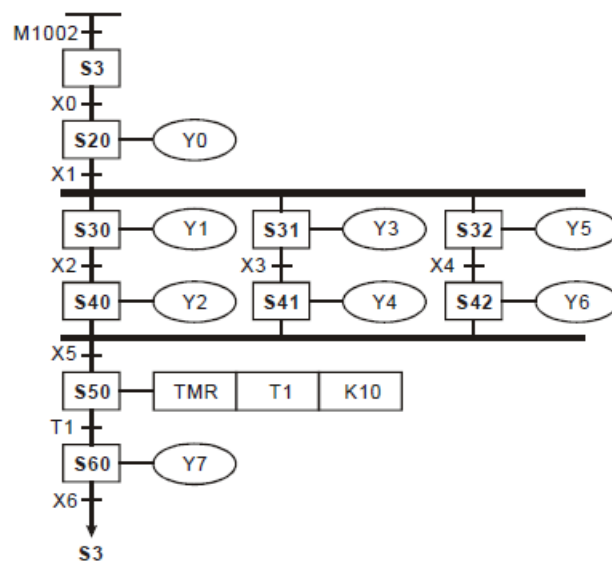 M1002
S3
X0
S20 Y0
X1
S30 Y1 S31 Y3 S32 Y5
X2 X3 X4
S40 Y2 S41 Y4 S42 Y6
X5
S50 TMR T1 K10
T1
S60 Y7
X6
S3